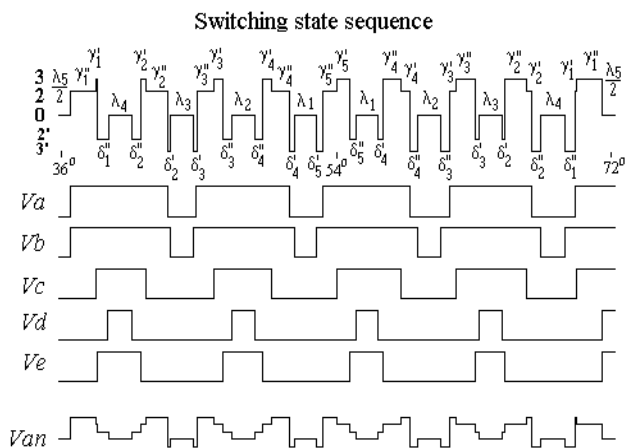 Switching state sequence
γ₁' γ₂' γ₃' γ₄' γ₅' γ₄" γ₃" γ₂" γ₁"
λ₅/2 γ₁" γ₂" γ₃" γ₄" γ₅" γ₄' γ₃' γ₂' γ₁' λ₅/2
3
2
0
2'
3'
λ₄ λ₃ λ₂ λ₁ λ₁ λ₂ λ₃ λ₄
δ₁" δ₂" δ₂' δ₃' δ₃" δ₄" δ₄' δ₅' δ₅" δ₄' δ₄" δ₃" δ₃' δ₂' δ₂" δ₁"
36° 54° 72°
Va
Vb
Vc
Vd
Ve
Van